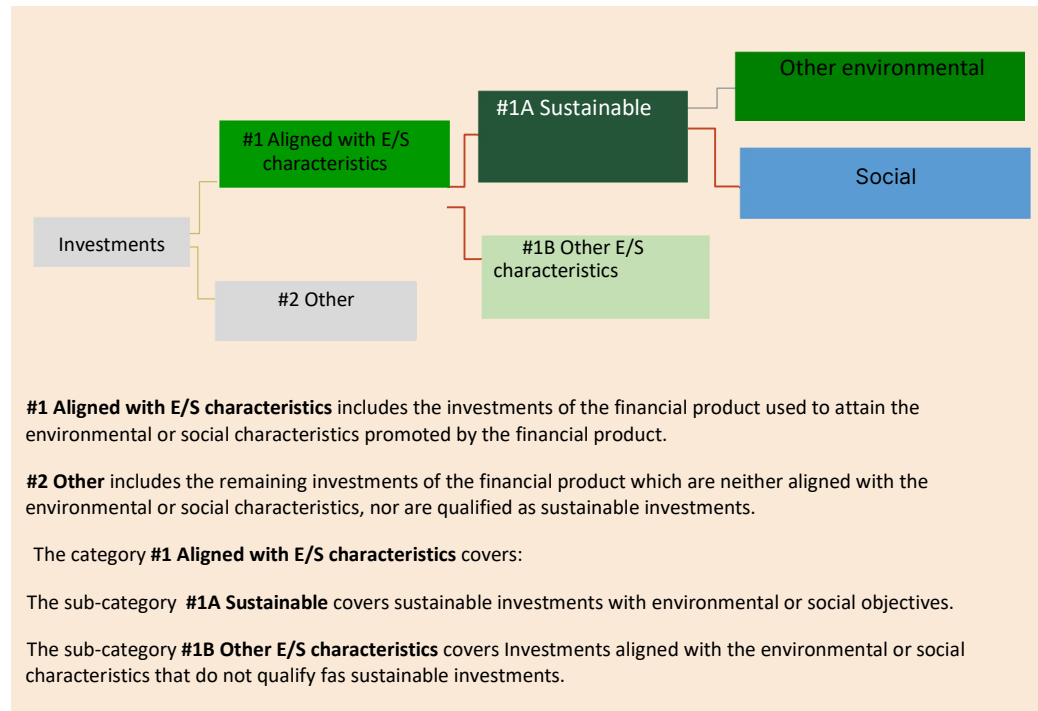 Other environmental
#1A Sustainable
#1 Aligned with E/S
characteristics
Social
Investments
#1B Other E/S
characteristics
#2 Other
#1 Aligned with E/S characteristics includes the investments of the financial product used to attain the
environmental or social characteristics promoted by the financial product.
#2 Other includes the remaining investments of the financial product which are neither aligned with the
environmental or social characteristics, nor are qualified as sustainable investments.
The category #1 Aligned with E/S characteristics covers:
The sub-category #1A Sustainable covers sustainable investments with environmental or social objectives.
The sub-category #1B Other E/S characteristics covers Investments aligned with the environmental or social
characteristics that do not qualify fas sustainable investments.